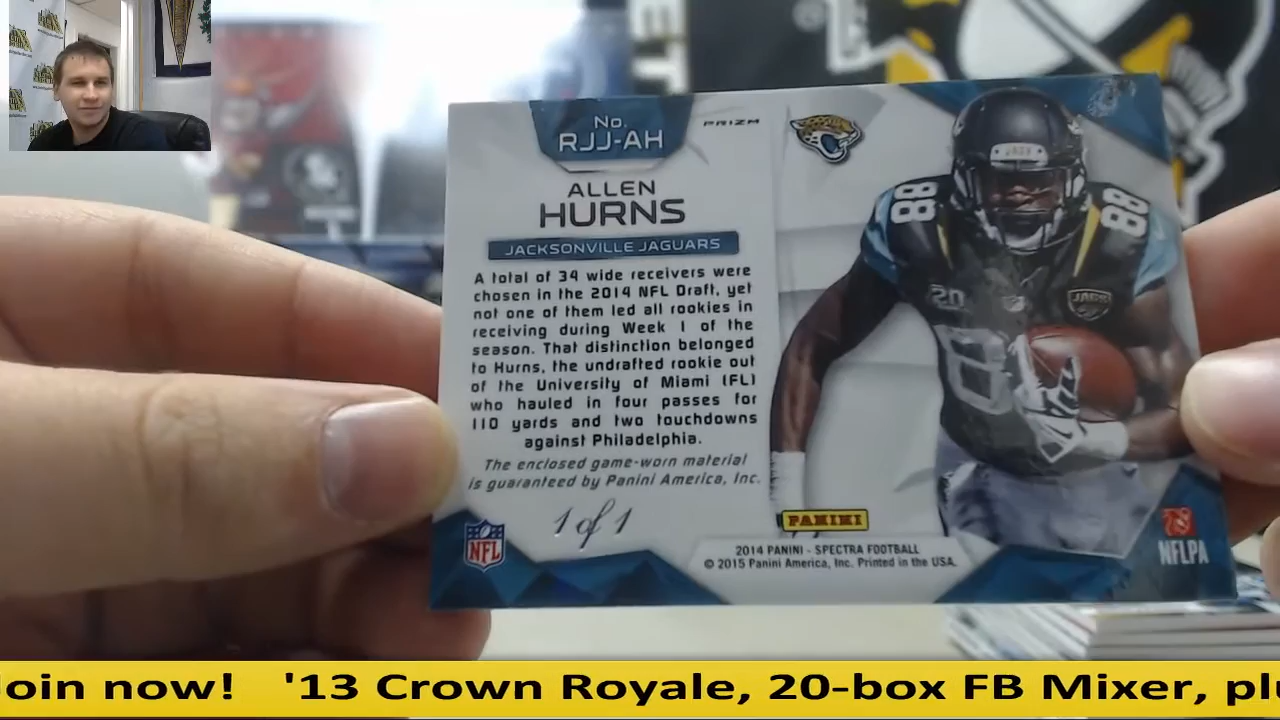 No.
RJJ-AH
PRIZM
ALLEN
HURNS
JACKSONVILLE JAGUARS
A total of 34 wide receivers were
chosen in the 2014 NFL Draft, yet
not one of them led all rookies in
receiving during Week 1 of the
season. That distinction belonged
to Hurns, the undrafted rookie out
of the University of Miami (FL)
who hauled in four passes for
110 yards and two touchdowns
against Philadelphia.
The enclosed game-worn material
is guaranteed by Panini America, Inc.
1 of 1
NFL
PANINI
2014 PANINI - SPECTRA FOOTBALL
© 2015 Panini America, Inc. Printed in the USA.
NFLPA
JAGS
88
88
20
JAGS
88
Join now! '13 Crown Royale, 20-box FB Mixer, plu